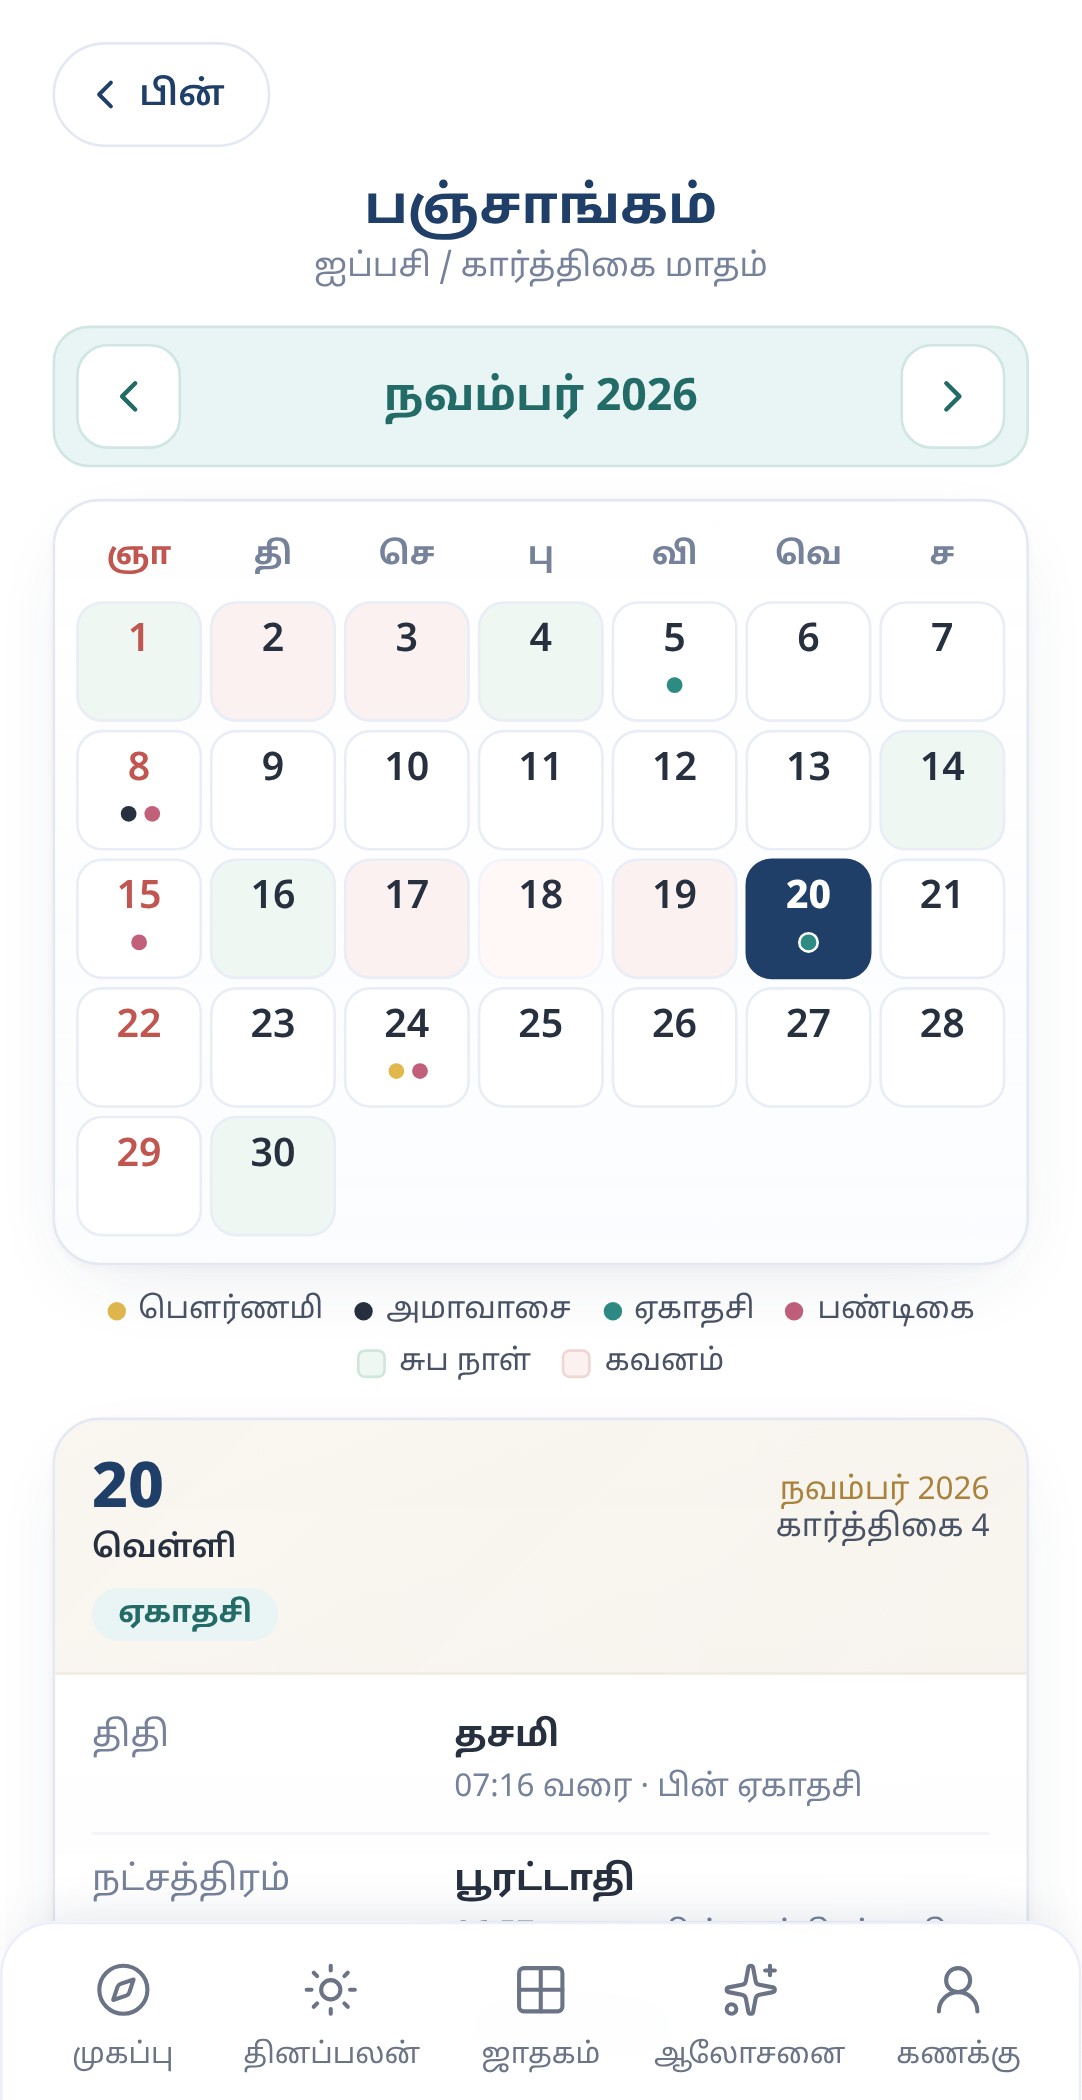 பின்
பஞ்சாங்கம்
ஐப்பசி / கார்த்திகை மாதம்
நவம்பர் 2026
ஞா தி செ பு வி வெ ச
1 2 3 4 5 6 7
8 9 10 11 12 13 14
15 16 17 18 19 20 21
22 23 24 25 26 27 28
29 30
பௌர்ணமி அமாவாசை ஏகாதசி பண்டிகை
சுப நாள் கவனம்
20
நவம்பர் 2026
கார்த்திகை 4
வெள்ளி
ஏகாதசி
திதி தசமி
07:16 வரை · பின் ஏகாதசி
நட்சத்திரம் பூரட்டாதி
முகப்பு தினப்பலன் ஜாதகம் ஆலோசனை கணக்கு